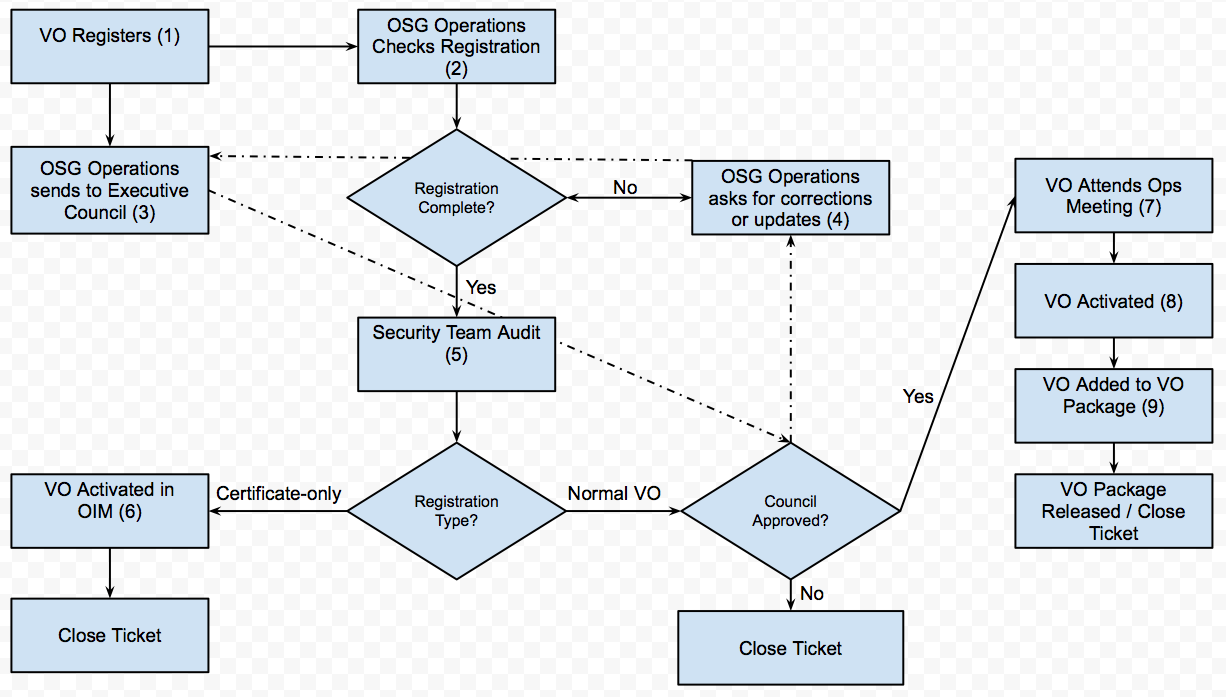 VO Registers (1)
OSG Operations
Checks Registration
(2)
OSG Operations
sends to Executive
Council (3)
Registration
Complete?
No
OSG Operations
asks for corrections
or updates (4)
VO Attends Ops
Meeting (7)
Yes
VO Activated (8)
Security Team Audit
(5)
Yes
VO Added to VO
Package (9)
VO Activated in
OIM (6)
Certificate-only
Registration
Type?
Normal VO
Council
Approved?
VO Package
Released / Close
Ticket
No
Close Ticket
Close Ticket